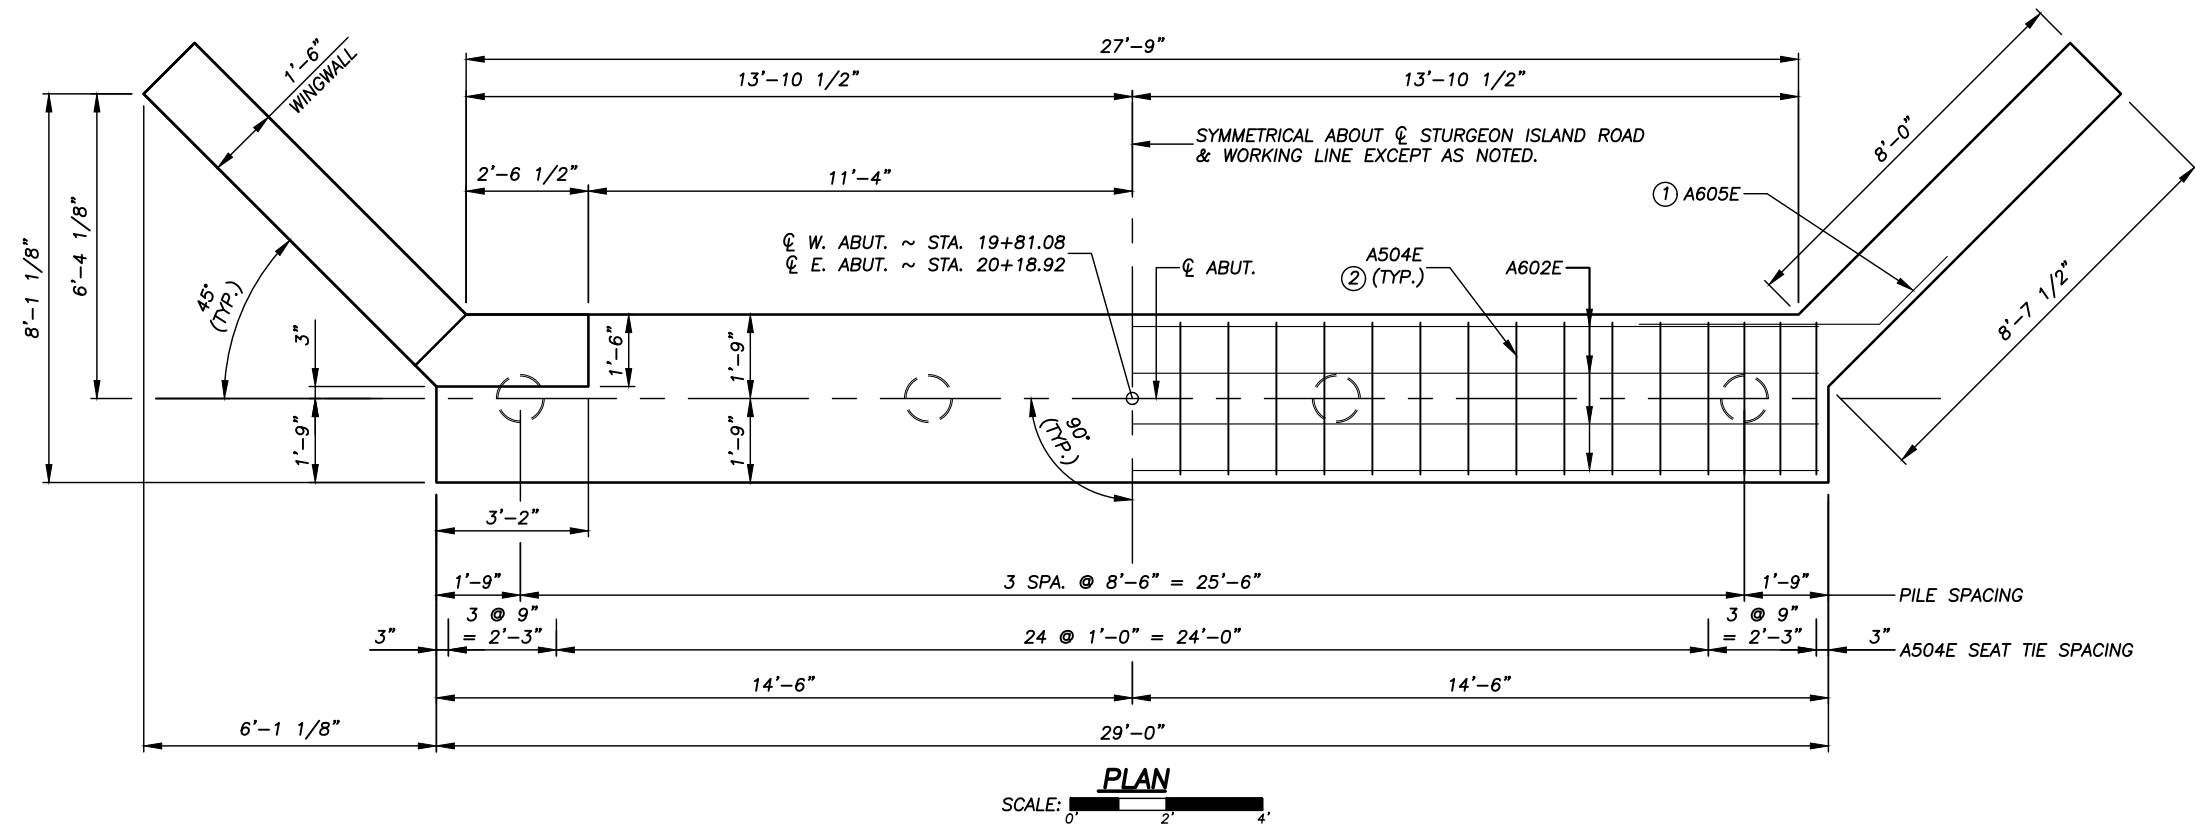 27'-9"
13'-10 1/2"
13'-10 1/2"
1'-6"
WINGWALL
SYMMETRICAL ABOUT ℄ STURGEON ISLAND ROAD
& WORKING LINE EXCEPT AS NOTED.
8'-0"
2'-6 1/2"
11'-4"
1 A605E
8'-1 1/8"
6'-4 1/8"
℄ W. ABUT. ~ STA. 19+81.08
℄ E. ABUT. ~ STA. 20+18.92
℄ ABUT.
A504E
2 (TYP.)
A602E
45°
(TYP.)
8'-7 1/2"
3"
1'-6"
1'-9"
1'-9"
1'-9"
90°
(TYP.)
3'-2"
1'-9"
3 SPA. @ 8'-6" = 25'-6"
1'-9"
PILE SPACING
3"
3 @ 9"
= 2'-3"
24 @ 1'-0" = 24'-0"
3 @ 9"
= 2'-3"
3"
A504E SEAT TIE SPACING
14'-6"
14'-6"
6'-1 1/8"
29'-0"
PLAN
SCALE:
0' 2' 4'